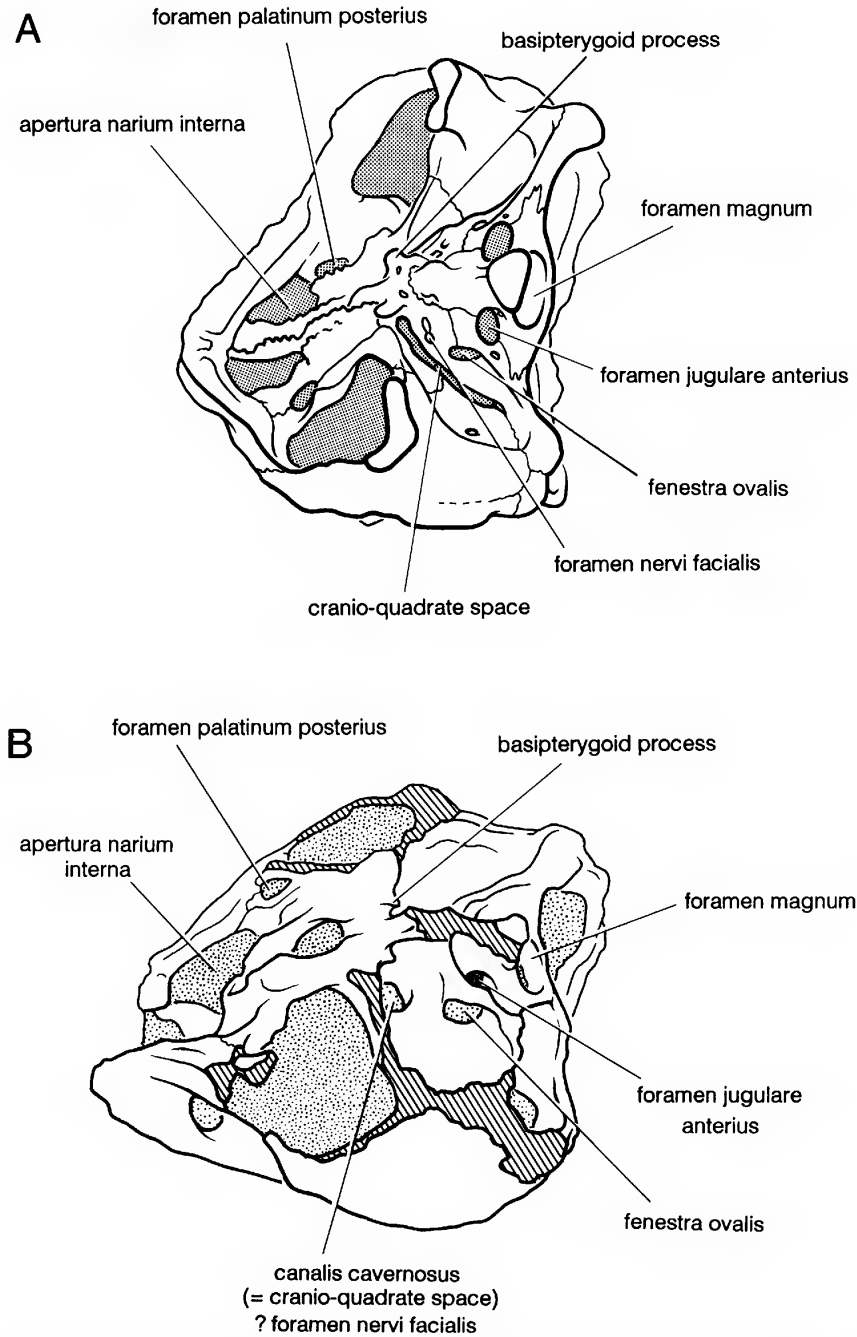 A
foramen palatinum posterius
basipterygoid process
apertura narium interna
foramen magnum
foramen jugulare anterius
fenestra ovalis
foramen nervi facialis
cranio-quadrate space
B
foramen palatinum posterius
basipterygoid process
apertura narium
interna
foramen magnum
foramen jugulare
anterius
fenestra ovalis
canalis cavernosus
(= cranio-quadrate space)
? foramen nervi facialis